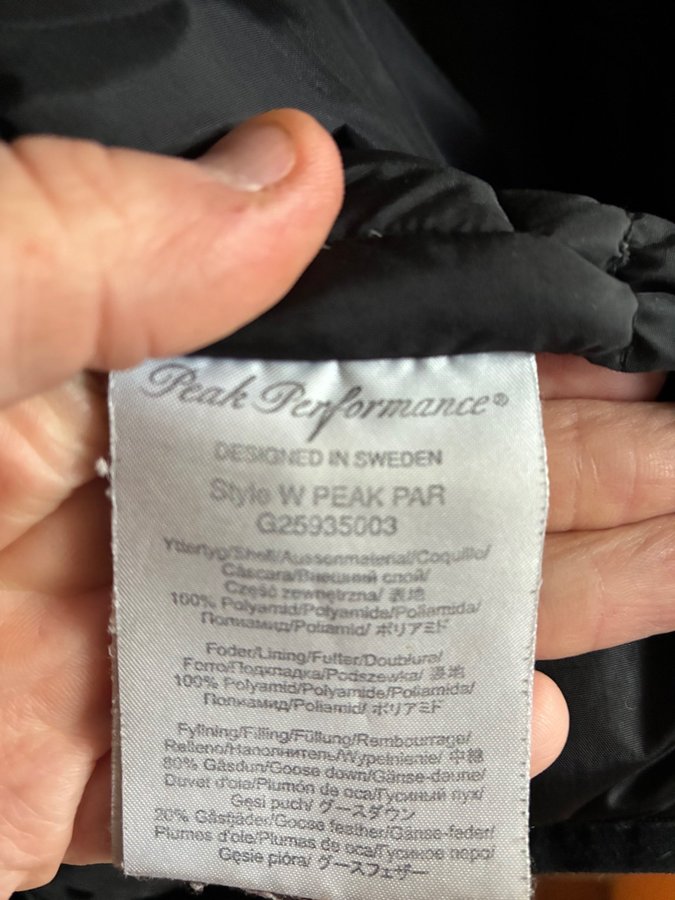 Peak Performance®
DESIGNED IN SWEDEN
Style W PEAK PAR
G25935003
Yttertyg/Shell/Aussenmaterial/Coquille/
Cáscara/Внешний слой/
Część zewnętrzna/ 表地
100% Polyamid/Polyamide/Poliamida/
Полиамид/Poliamid/ ポリアミド
Foder/Lining/Futter/Doublura/
Forro/Подкладка/Podszewka/ 裏地
100% Polyamid/Polyamide/Poliamida/
Полиамид/Poliamid/ ポリアミド
Fyllning/Filling/Füllung/Rembourrage/
Relleno/Наполнитель/Wypełnienie/ 中綿
80% Gåsdun/Goose down/Gänse-daune/
Duvet d'oie/Plumón de oca/Гусиный пух/
Gęsi puch/ グースダウン
20% Gåsfjäder/Goose feather/Gänse-feder/
Plumes d'oie/Plumas de oca/Гусиное перо/
Gęsie pióra/ グースフェザー